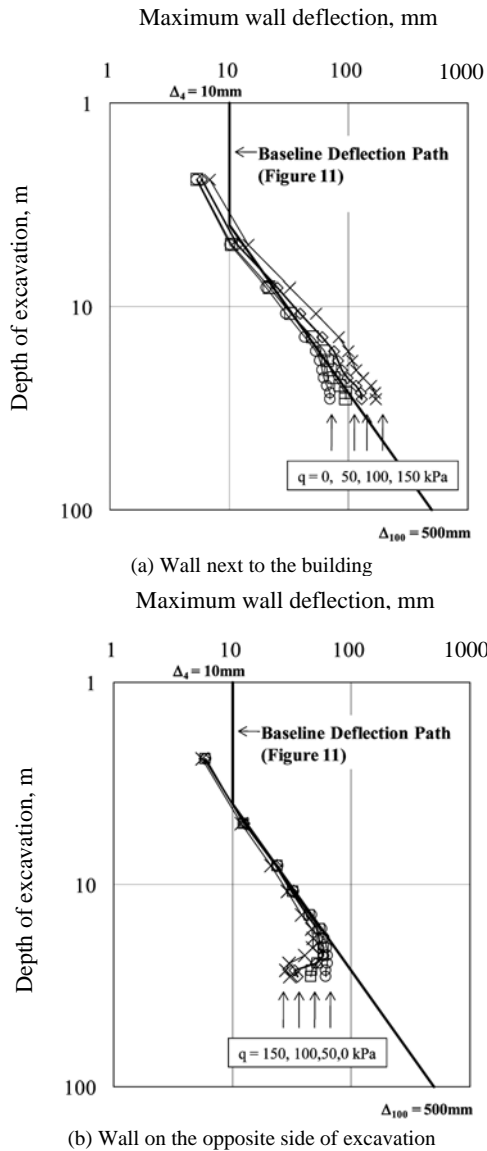 Maximum wall deflection, mm
1 10 100 1000
Δ4 = 10mm
1
Baseline Deflection Path
(Figure 11)
Depth of excavation, m
10
q = 0, 50, 100, 150 kPa
100
Δ100 = 500mm
(a) Wall next to the building
Maximum wall deflection, mm
1 10 100 1000
Δ4 = 10mm
1
Baseline Deflection Path
(Figure 11)
Depth of excavation, m
10
q = 150, 100,50,0 kPa
100
Δ100 = 500mm
(b) Wall on the opposite side of excavation